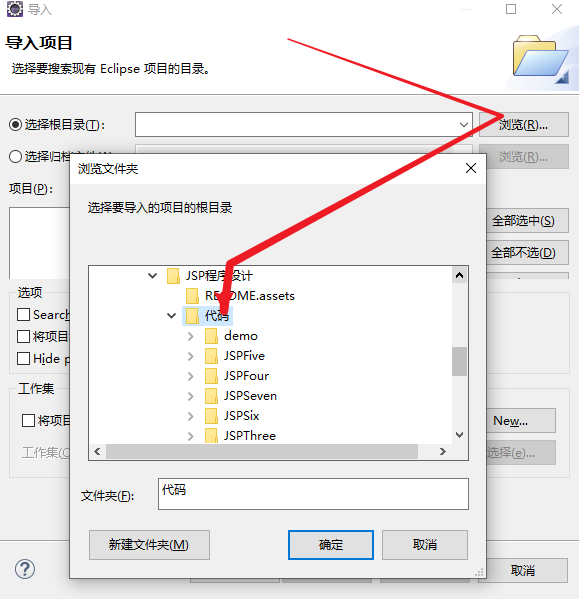 导入
导入项目
选择要搜索现有 Eclipse 项目的目录。
选择根目录(T):
浏览(R)...
选择归档文件(A)
浏览(R)...
浏览文件夹
项目(P):
选择要导入的项目的根目录
全部选中(S)
全部不选(D)
JSP程序设计
README.assets
代码
demo
JSPFive
JSPFour
JSPSeven
JSPSix
JSPThree
选项
Search
将项目
Hide p
工作集
将项目
New...
工作集(O
选择(e)...
文件夹(F):
代码
新建文件夹(M)
确定
取消
取消